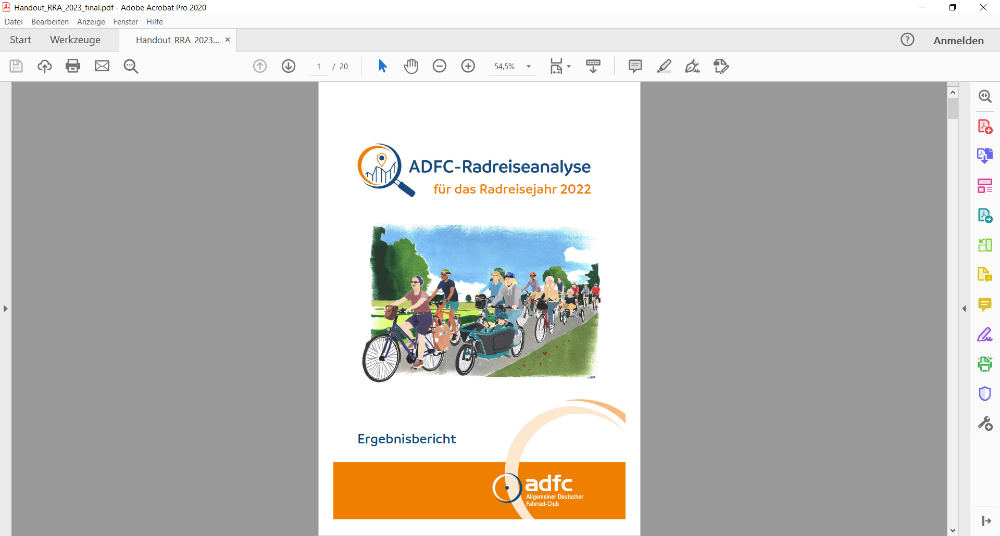 Handout_RRA_2023_final.pdf - Adobe Acrobat Pro 2020
Datei Bearbeiten Anzeige Fenster Hilfe
Start Werkzeuge Handout_RRA_2023... × Anmelden
1 / 20 54,5%
ADFC-Radreiseanalyse
für das Radreisejahr 2022
© ADFC
Ergebnisbericht
adfc
Allgemeiner Deutscher
Fahrrad-Club